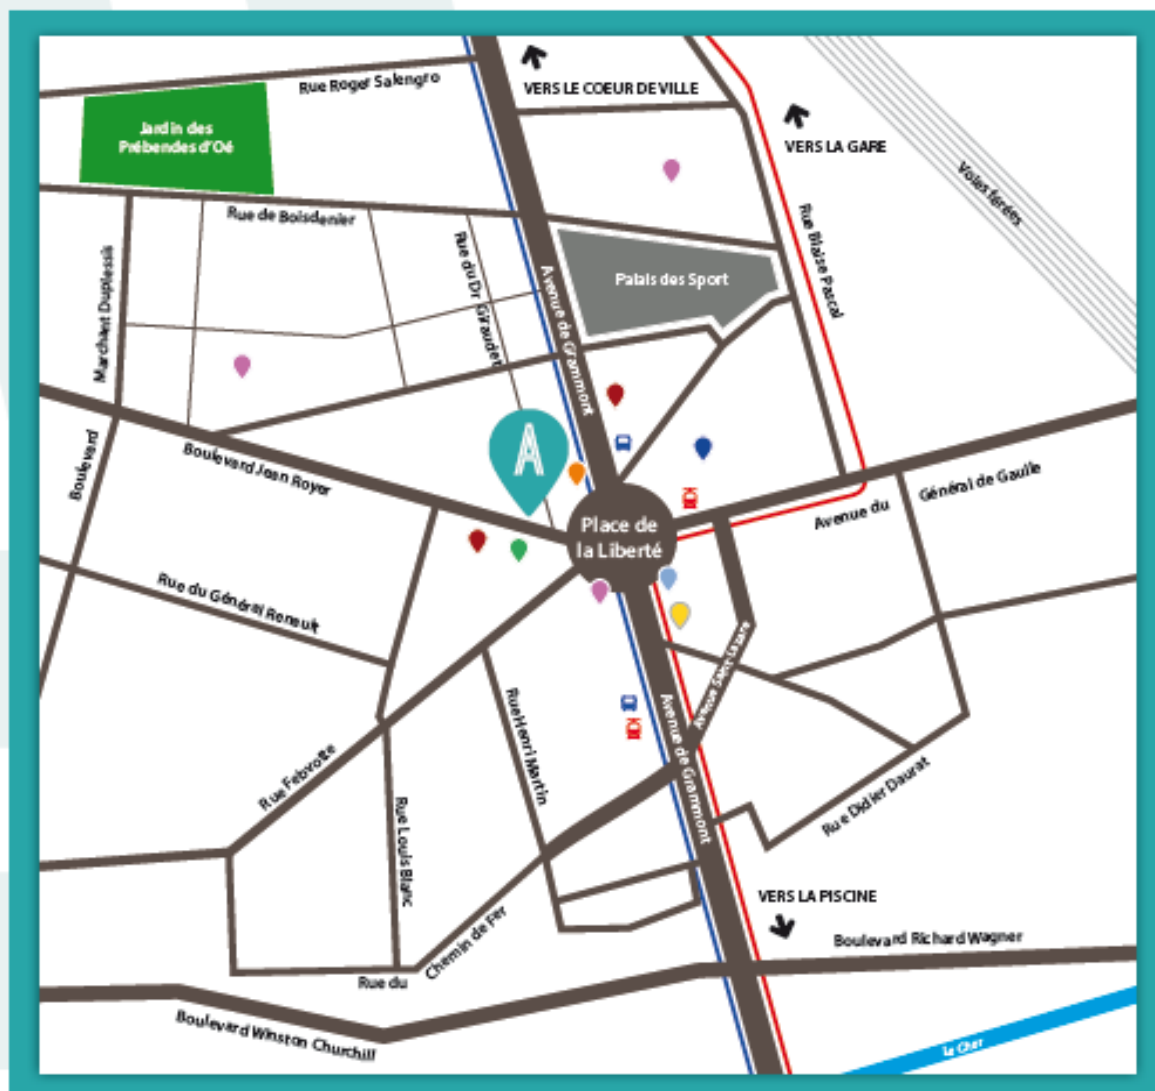 Rue Roger Salengro
VERS LE COEUR DE VILLE
Jardin des
Prébendes d'Oé
VERS LA GARE
Voies ferées
Rue de Boisdenier
Rue Blaise Pascal
Rue du Dr Giraudet
Avenue de Grammont
Palais des Sport
Marchant Duplessis
Boulevard
Boulevard Jean Royer
A
Général de Gaulle
Avenue du
Place de
la Liberté
Rue du Général Renault
Avenue Saint Lazare
Rue Henri Martin
Avenue de Grammont
Rue Febvotte
Rue Louis Blanc
Rue Didier Daurat
VERS LA PISCINE
Boulevard Richard Wagner
Chemin de Fer
Rue du
Boulevard Winston Churchill
Le Cher